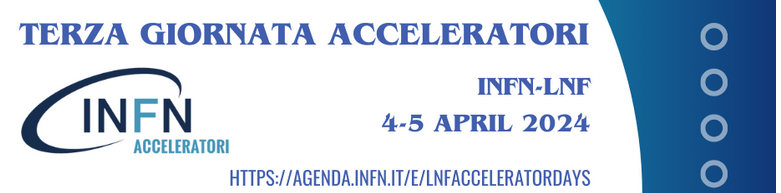 TERZA GIORNATA ACCELERATORI
INFN-LNF
4-5 APRIL 2024
INFN
ACCELERATORI
HTTPS://AGENDA.INFN.IT/E/LNFACCELERATORDAYS